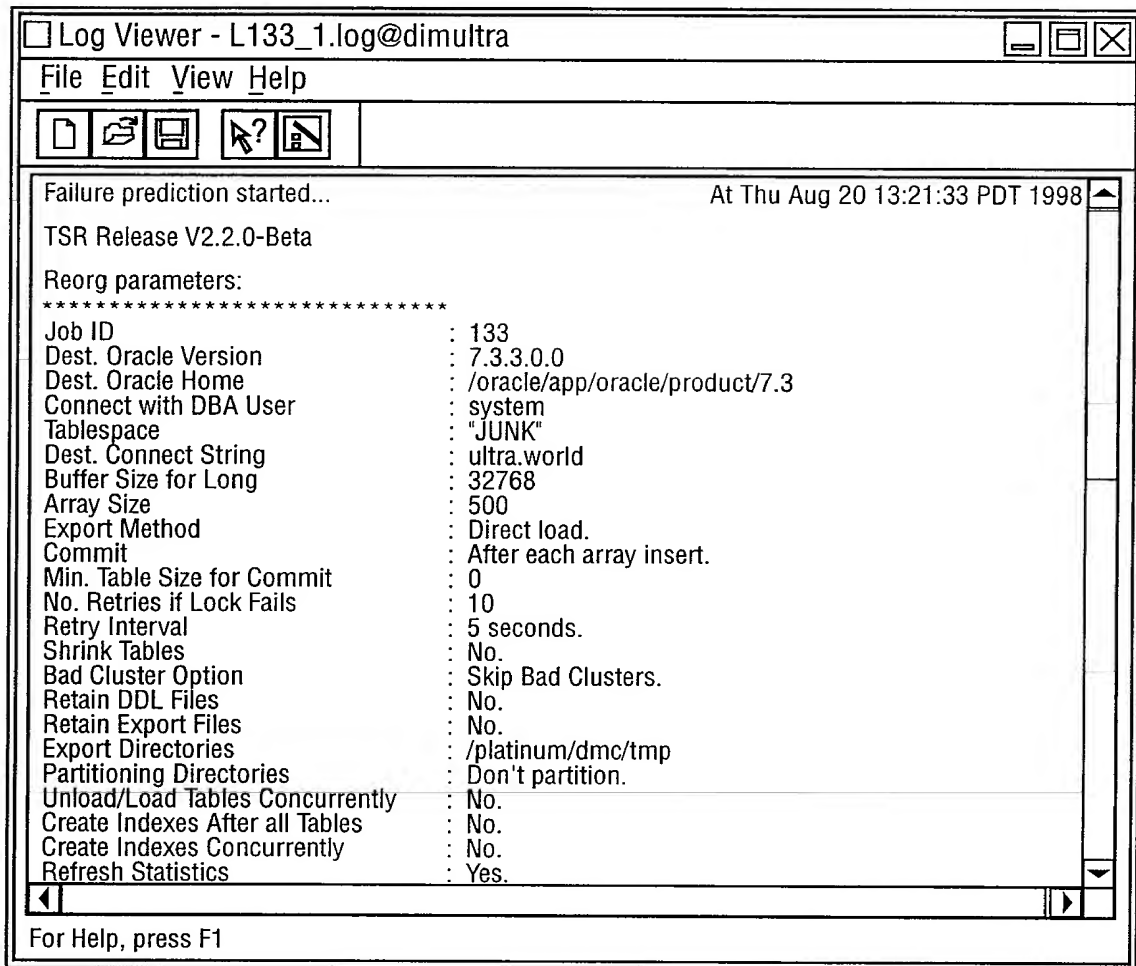 Log Viewer - L133_1.log@dimultra
File Edit View Help
Failure prediction started... At Thu Aug 20 13:21:33 PDT 1998
TSR Release V2.2.0-Beta
Reorg parameters:
******************************
Job ID : 133
Dest. Oracle Version : 7.3.3.0.0
Dest. Oracle Home : /oracle/app/oracle/product/7.3
Connect with DBA User : system
Tablespace : "JUNK"
Dest. Connect String : ultra.world
Buffer Size for Long : 32768
Array Size : 500
Export Method : Direct load.
Commit : After each array insert.
Min. Table Size for Commit : 0
No. Retries if Lock Fails : 10
Retry Interval : 5 seconds.
Shrink Tables : No.
Bad Cluster Option : Skip Bad Clusters.
Retain DDL Files : No.
Retain Export Files : No.
Export Directories : /platinum/dmc/tmp
Partitioning Directories : Don't partition.
Unload/Load Tables Concurrently : No.
Create Indexes After all Tables : No.
Create Indexes Concurrently : No.
Refresh Statistics : Yes.
For Help, press F1